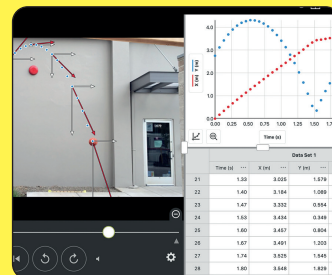 X (m) Y (m)
4.0
3.0
2.0
1.0
0.0
0.00 0.25 0.50 0.75 1.00 1.25 1.50
Time (s)
Data Set 1
Time (s) ... X (m) ... Y (m) ...
21 1.33 3.025 1.579
22 1.40 3.184 1.089
23 1.47 3.332 0.554
24 1.53 3.434 0.349
25 1.60 3.457 0.804
26 1.67 3.491 1.203
27 1.74 3.525 1.545
28 1.80 3.548 1.829